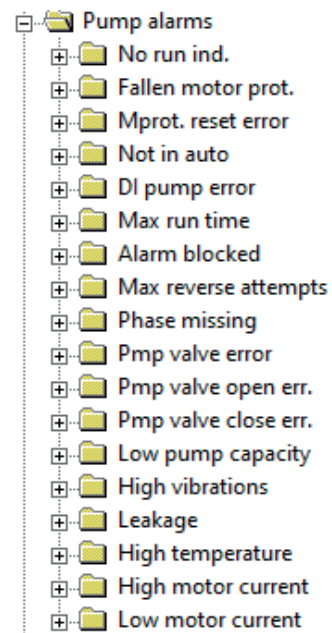 Pump alarms
No run ind.
Fallen motor prot.
Mprot. reset error
Not in auto
DI pump error
Max run time
Alarm blocked
Max reverse attempts
Phase missing
Pmp valve error
Pmp valve open err.
Pmp valve close err.
Low pump capacity
High vibrations
Leakage
High temperature
High motor current
Low motor current